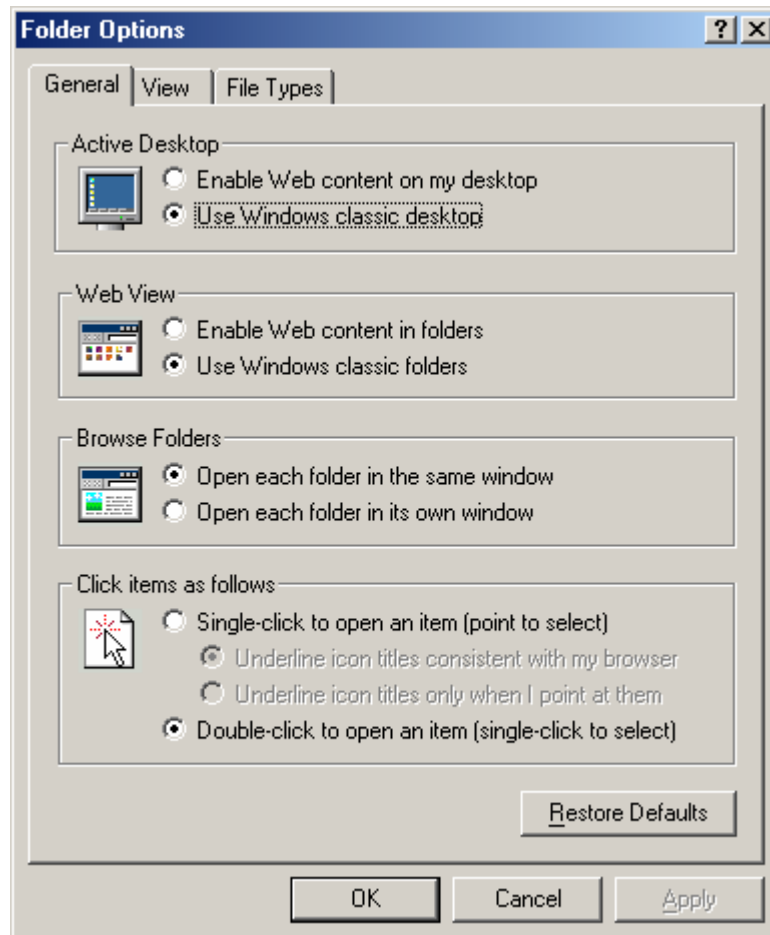 Folder Options
General View File Types
Active Desktop
Enable Web content on my desktop
Use Windows classic desktop
Web View
Enable Web content in folders
Use Windows classic folders
Browse Folders
Open each folder in the same window
Open each folder in its own window
Click items as follows
Single-click to open an item (point to select)
Underline icon titles consistent with my browser
Underline icon titles only when I point at them
Double-click to open an item (single-click to select)
Restore Defaults
OK Cancel Apply